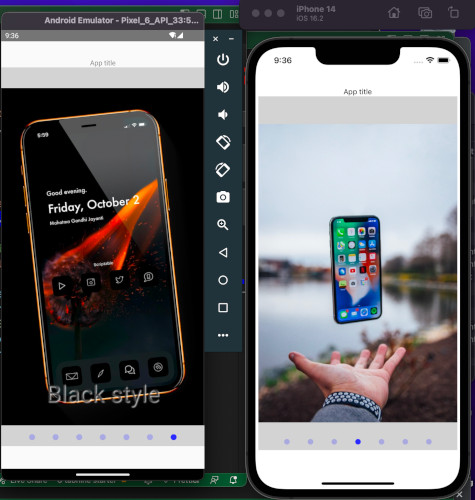 Android Emulator - Pixel_6_API_33:5...
9:36
App title
9:59
Good evening.
Friday, October 2
Mahatma Gandhi Jayanti
Black style
iPhone 14
iOS 16.2
9:36
App title